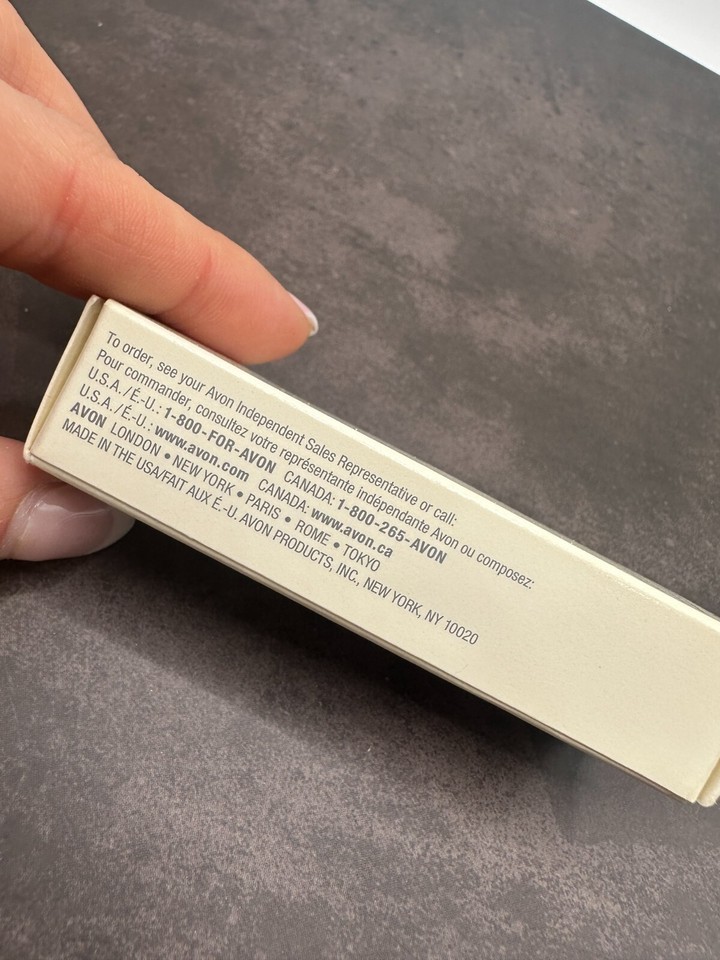 To order, see your Avon Independent Sales Representative or call:
Pour commander, consultez votre représentante indépendante Avon ou composez:
U.S.A./É.-U.: 1-800-FOR-AVON CANADA: 1-800-265-AVON
U.S.A./É.-U.: www.avon.com CANADA: www.avon.ca
AVON LONDON • NEW YORK • PARIS • ROME • TOKYO
MADE IN THE USA/FAIT AUX É.-U. AVON PRODUCTS, INC., NEW YORK, NY 10020